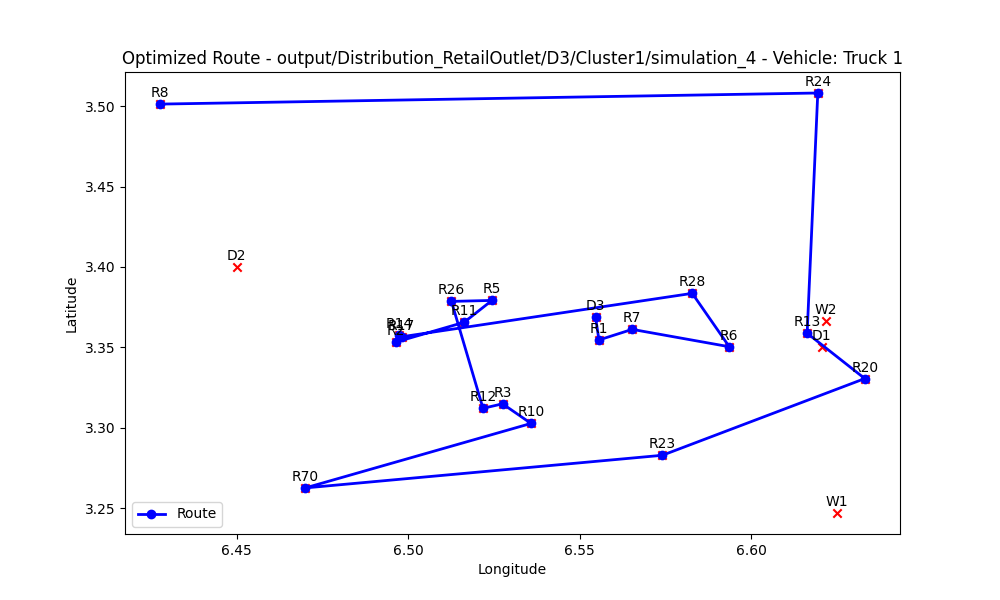 Optimized Route - output/Distribution_RetailOutlet/D3/Cluster1/simulation_4 - Vehicle: Truck 1
R8
R24
3.50
3.45
D2
3.40
R28
R26
R5
D3
W2
R11
R13
R7
R1
D1
R6
3.35
R20
R12
R3
R10
3.30
R23
R70
3.25
W1
Route
6.45
6.50
6.55
6.60
Longitude
Latitude